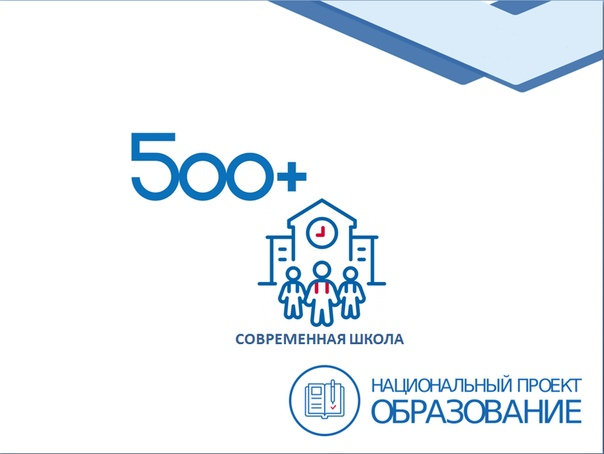 500+
СОВРЕМЕННАЯ ШКОЛА
НАЦИОНАЛЬНЫЙ ПРОЕКТ
ОБРАЗОВАНИЕ